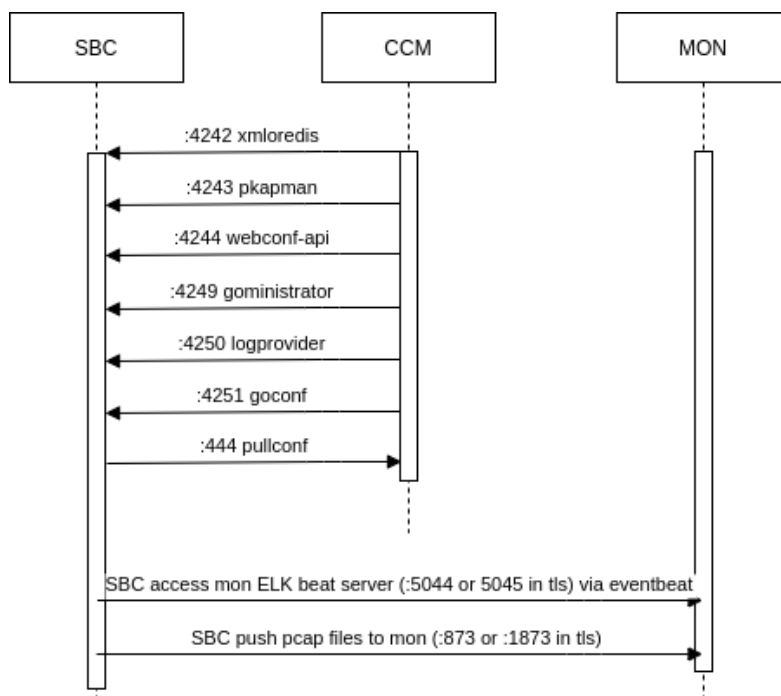 SBC
CCM
MON
:4242 xmloredis
:4243 pkapman
:4244 webconf-api
:4249 goministrator
:4250 logprovider
:4251 goconf
:444 pullconf
SBC access mon ELK beat server (:5044 or 5045 in tls) via eventbeat
SBC push pcap files to mon (:873 or :1873 in tls)